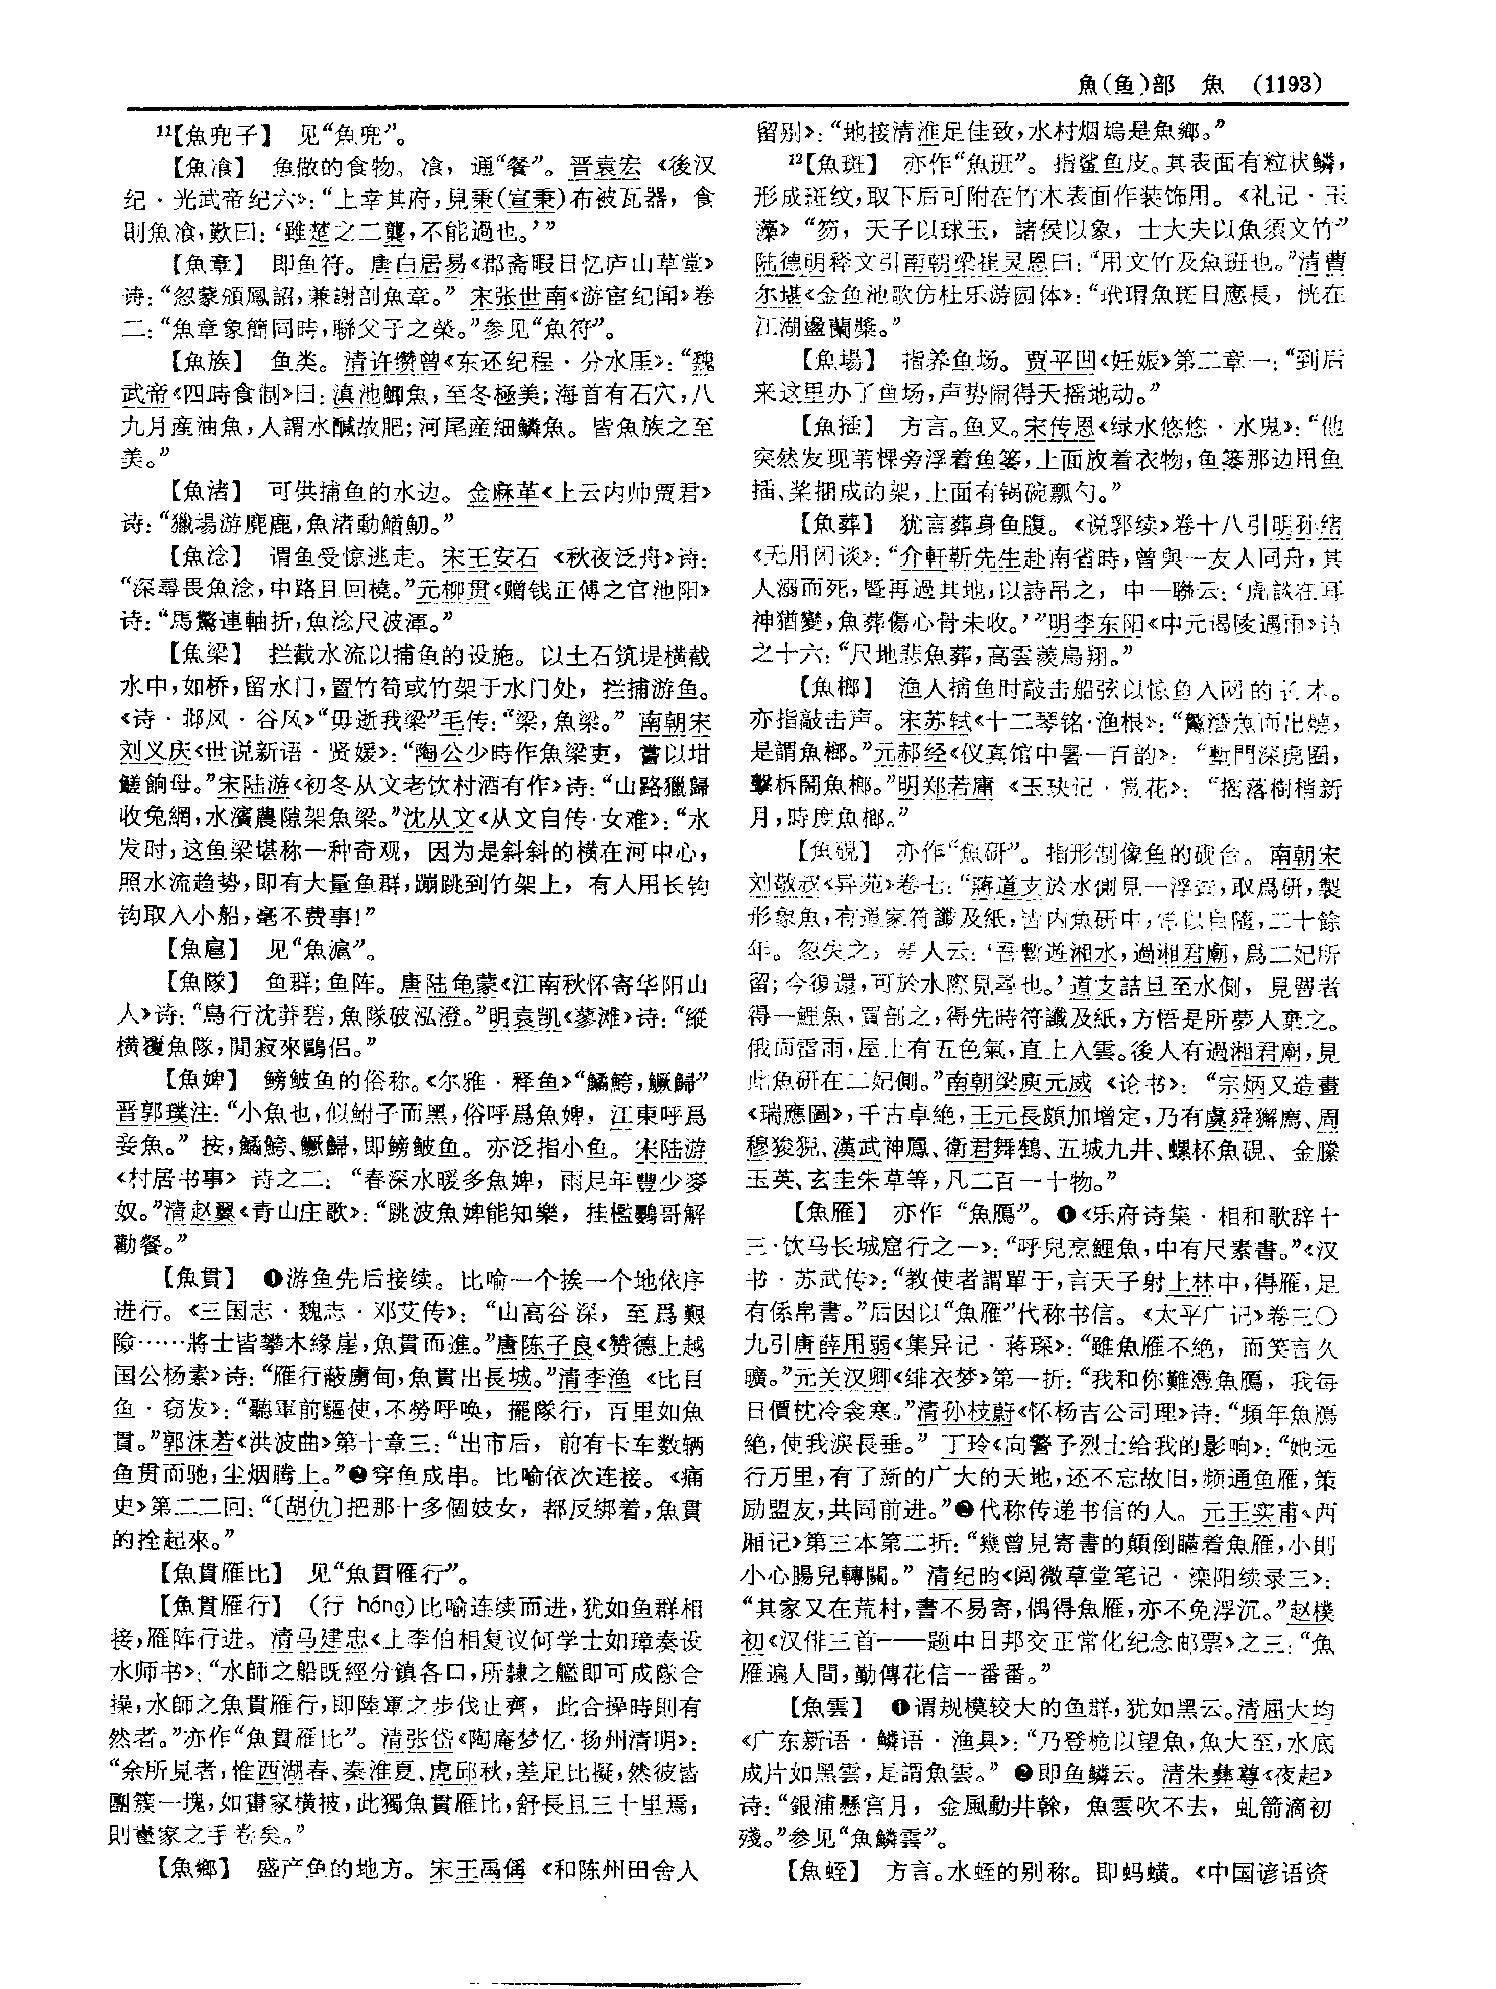 魚(鱼)部　魚　(1193)
¹¹【魚兜子】　见“魚兜”。
【魚飡】　鱼做的食物。飡，通“餐”。晋袁宏《後汉
纪·光武帝纪六》：“上幸其府，見秉(宣秉)布被瓦器，食
則魚飡，歎曰：‘雖楚之二龔，不能過也。’”
【魚章】　即鱼符。唐白居易《郡斋暇日忆庐山草堂》
诗：“忽蒙頒鳳詔，兼謝剖魚章。”宋张世南《游宦纪闻》卷
二：“魚章象簡同時，聯父子之榮。”参见“魚符”。
【魚族】　鱼类。清许缵曾《东还纪程·分水厓》：“魏
武帝《四時食制》曰：滇池鯽魚，至冬極美；海首有石穴，八
九月産油魚，人謂水醎故肥；河尾産细鱗魚。皆魚族之至
美。”
【魚渚】　可供捕鱼的水边。金麻革《上云内帅贾君》
诗：“獵場游麂鹿，魚渚動鰌魛。”
【魚淰】　谓鱼受惊逃走。宋王安石《秋夜泛舟》诗：
“深尋畏魚淰，中路且回橈。”元柳贯《赠钱正傅之官池阳》
诗：“馬驚連軸折，魚淰尺波渾。”
【魚梁】　拦截水流以捕鱼的设施。以土石筑堤横截
水中，如桥，留水门，置竹笱或竹架于水门处，拦捕游鱼。
《诗·邶风·谷风》“毋逝我梁”毛传：“梁，魚梁。”南朝宋
刘义庆《世说新语·贤媛》：“陶公少時作魚梁吏，嘗以坩
䱹餉母。”宋陆游《初冬从文老饮村酒有作》诗：“山路獵歸
收兔網，水濱農隙架魚梁。”沈从文《从文自传·女难》：“水
发时，这鱼梁堪称一种奇观，因为是斜斜的横在河中心，
照水流趋势，即有大量鱼群，蹦跳到竹架上，有人用长钩
钩取入小船，毫不费事！”
【魚扈】　见“魚滬”。
【魚隊】　鱼群；鱼阵。唐陆龟蒙《江南秋怀寄华阳山
人》诗：“鳥行沈莽碧，魚隊破泓澄。”明袁凯《蓼滩》诗：“縱
横覆魚隊，閒寂來鷗侣。”
【魚婢】　鳑鲏鱼的俗称。《尔雅·释鱼》“鱊鮬，鱖鯞”
晋郭璞注：“小魚也，似鮒子而黑，俗呼爲魚婢，江東呼爲
妾魚。”按，鱊鮬、鱖鯞，即鳑鲏鱼。亦泛指小鱼。宋陆游
《村居书事》诗之二：“春深水暖多魚婢，雨足年豐少麥
奴。”清赵翼《青山庄歌》：“跳波魚婢能知樂，挂檻鸚哥解
勸餐。”
【魚貫】　❶游鱼先后接续。比喻一个挨一个地依序
进行。《三国志·魏志·邓艾传》：“山高谷深，至爲艱
險……將士皆攀木緣崖，魚貫而進。”唐陈子良《赞德上越
国公杨素》诗：“雁行蔽虜甸，魚貫出長城。”清李渔《比目
鱼·窃发》：“聽軍前驅使，不勞呼唤，擺隊行，百里如魚
貫。”郭沫若《洪波曲》第十章三：“出市后，前有卡车数辆
鱼贯而驰，尘烟腾上。”❷穿鱼成串。比喻依次连接。《痛
史》第二二回：“〔胡仇〕把那十多個妓女，都反綁着，魚貫
的拴起來。”
【魚貫雁比】　见“魚貫雁行”。
【魚貫雁行】　(行 háng)比喻连续而进，犹如鱼群相
接，雁阵行进。清马建忠《上李伯相复议何学士如璋奏设
水师书》：“水師之船既經分鎮各口，所隸之艦即可成隊合
操，水師之魚貫雁行，即陸軍之步伐止齊，此合操時則有
然者。”亦作“魚貫雁比”。清张岱《陶庵梦忆·扬州清明》：
“余所見者，惟西湖春、秦淮夏、虎邱秋，差足比擬，然彼皆
團簇一塊，如畫家横披，此獨魚貫雁比，舒長且三十里焉，
則畫家之手卷矣。”
【魚鄉】　盛产鱼的地方。宋王禹偁《和陈州田舍人
留别》：“地接清淮足佳致，水村烟塢是魚鄉。”
¹²【魚斑】　亦作“魚班”。指鲨鱼皮。其表面有粒状鳞，
形成斑纹，取下后可附在竹木表面作装饰用。《礼记·玉
藻》“笏，天子以球玉，諸侯以象，士大夫以魚須文竹”
陆德明释文引南朝梁崔灵恩曰：“用文竹及魚班也。”清曹
尔堪《金鱼池歌仿杜乐游园体》：“玳瑁魚斑日應長，恍在
江湖盪蘭槳。”
【魚場】　指养鱼场。贾平凹《妊娠》第二章一：“到后
来这里办了鱼场，声势闹得天摇地动。”
【魚插】　方言。鱼叉。宋传恩《绿水悠悠·水鬼》：“他
突然发现苇棵旁浮着鱼篓，上面放着衣物，鱼篓那边用鱼
插、桨捆成的架，上面有锅碗瓢勺。”
【魚葬】　犹言葬身鱼腹。《说郛续》卷十八引明孙绪
《无用闲谈》：“介軒靳先生赴南省時，曾與一友人同舟，其
人溺而死，暨再過其地，以詩吊之，中一聯云：‘虎談在耳
神猶變，魚葬傷心骨未收。’”明李东阳《中元谒陵遇雨》诗
之十六：“尺地悲魚葬，高雲羨鳥翔。”
【魚榔】　渔人捕鱼时敲击船弦以惊鱼入网的长木。
亦指敲击声。宋苏轼《十二琴铭·渔根》：“驚潛魚而出蟯，
是謂魚榔。”元郝经《仪真馆中暑一百韵》：“塹門深虎圈，
擊柝鬧魚榔。”明郑若庸《玉玦记·赏花》：“摇落樹梢新
月，時度魚榔。”
【魚硯】　亦作“魚研”。指形制像鱼的砚台。南朝宋
刘敬叔《异苑》卷七：“蔣道支於水側見一浮查，取爲研，製
形象魚，有道家符讖及紙，皆内魚研中，常以自隨，二十餘
年。忽失之，夢人云：‘吾暫遊湘水，過湘君廟，爲二妃所
留；今復還，可於水際見尋也。’道支詰旦至水側，見罾者
得一鯉魚，買剖之，得先時符讖及紙，方悟是所夢人棄之。
俄而雷雨，屋上有五色氣，直上入雲。後人有過湘君廟，見
此魚研在二妃側。”南朝梁庾元威《论书》：“宗炳又造畫
《瑞應圖》，千古卓絶，王元長頗加增定，乃有虞舜獬廌、周
穆狻猊、漢武神鳳、衛君舞鶴、五城九井、螺杯魚硯、金縢
玉英、玄圭朱草等，凡二百一十物。”
【魚雁】　亦作“魚鴈”。❶《乐府诗集·相和歌辞十
三·饮马长城窟行之一》：“呼兒烹鯉魚，中有尺素書。”《汉
书·苏武传》：“教使者謂單于，言天子射上林中，得雁，足
有係帛書。”后因以“魚雁”代称书信。《太平广记》卷三〇
九引唐薛用弱《集异记·蒋琛》：“雖魚雁不絶，而笑言久
曠。”元关汉卿《绯衣梦》第一折：“我和你難憑魚鴈，我每
日價枕冷衾寒。”清孙枝蔚《怀杨吉公司理》诗：“頻年魚鴈
絶，使我淚長垂。”丁玲《向警予烈士给我的影响》：“她远
行万里，有了新的广大的天地，还不忘故旧，频通鱼雁，策
励盟友，共同前进。”❷代称传递书信的人。元王实甫《西
厢记》第三本第二折：“幾曾見寄書的顛倒瞞着魚雁，小則
小心腸兒轉關。”清纪昀《阅微草堂笔记·滦阳续录三》：
“其家又在荒村，書不易寄，偶得魚雁，亦不免浮沉。”赵樸
初《汉俳三首——题中日邦交正常化纪念邮票》之三：“魚
雁遍人間，勤傳花信一番番。”
【魚雲】　❶谓规模较大的鱼群，犹如黑云。清屈大均
《广东新语·鳞语·渔具》：“乃登桅以望魚，魚大至，水底
成片如黑雲，是謂魚雲。”❷即鱼鳞云。清朱彝尊《夜起》
诗：“銀浦懸宫月，金風動井榦，魚雲吹不去，虬箭滴初
殘。”参见“魚鱗雲”。
【魚蛭】　方言。水蛭的别称。即蚂蟥。《中国谚语资